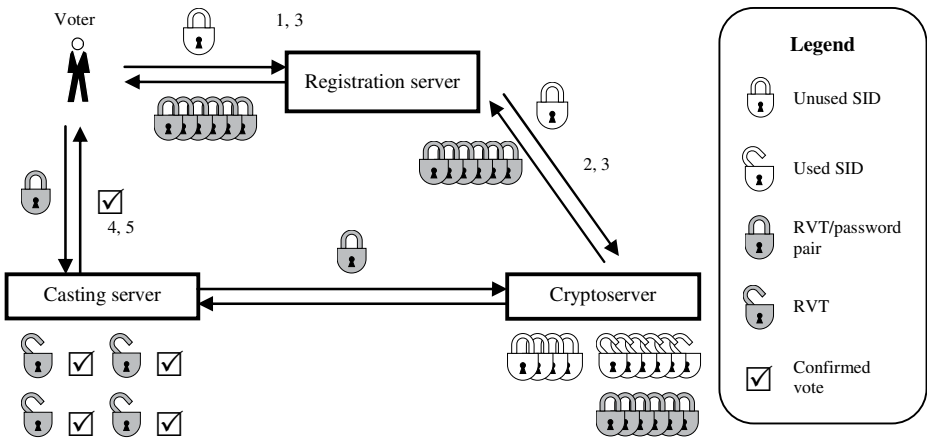 Voter
1, 3
Registration server
2, 3
4, 5
Casting server
Cryptoserver
Legend
Unused SID
Used SID
RVT/password
pair
RVT
Confirmed
vote